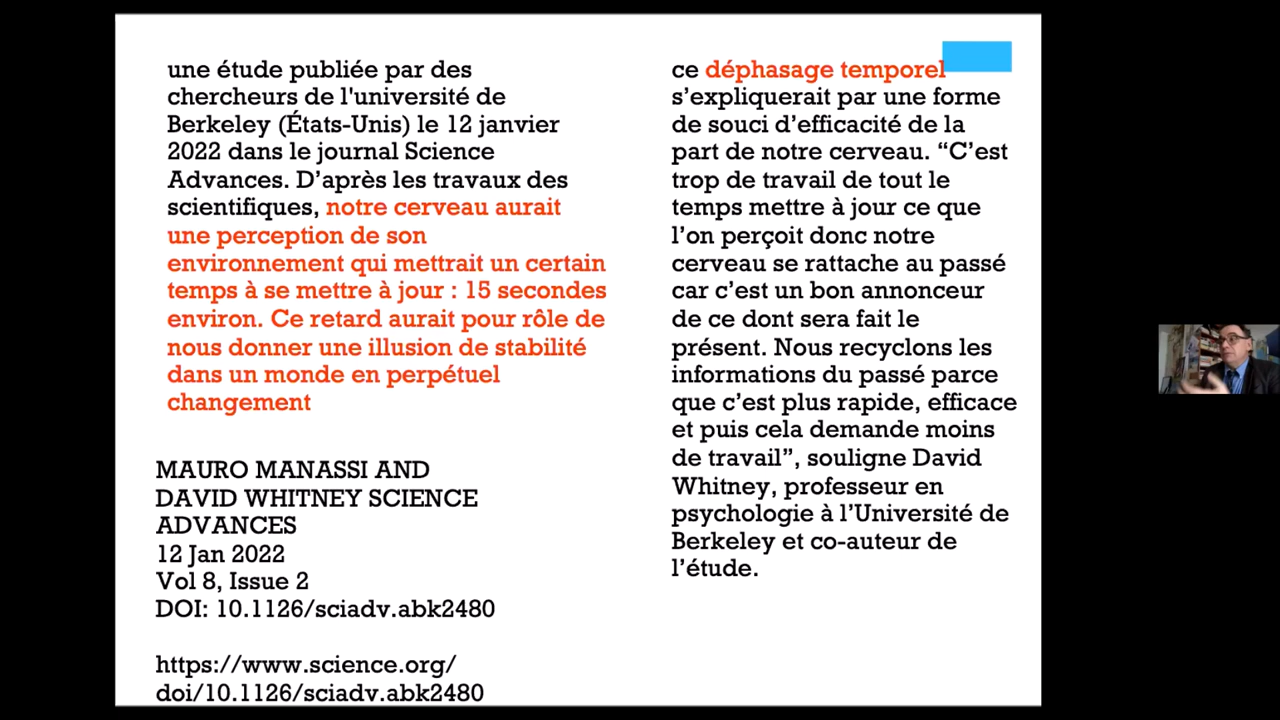 une étude publiée par des
chercheurs de l'université de
Berkeley (États-Unis) le 12 janvier
2022 dans le journal Science
Advances. D’après les travaux des
scientifiques, notre cerveau aurait
une perception de son
environnement qui mettrait un certain
temps à se mettre à jour : 15 secondes
environ. Ce retard aurait pour rôle de
nous donner une illusion de stabilité
dans un monde en perpétuel
changement
MAURO MANASSI AND
DAVID WHITNEY SCIENCE
ADVANCES
12 Jan 2022
Vol 8, Issue 2
DOI: 10.1126/sciadv.abk2480
https://www.science.org/
doi/10.1126/sciadv.abk2480
ce déphasage temporel
s’expliquerait par une forme
de souci d’efficacité de la
part de notre cerveau. “C’est
trop de travail de tout le
temps mettre à jour ce que
l’on perçoit donc notre
cerveau se rattache au passé
car c’est un bon annonceur
de ce dont sera fait le
présent. Nous recyclons les
informations du passé parce
que c’est plus rapide, efficace
et puis cela demande moins
de travail”, souligne David
Whitney, professeur en
psychologie à l’Université de
Berkeley et co-auteur de
l’étude.